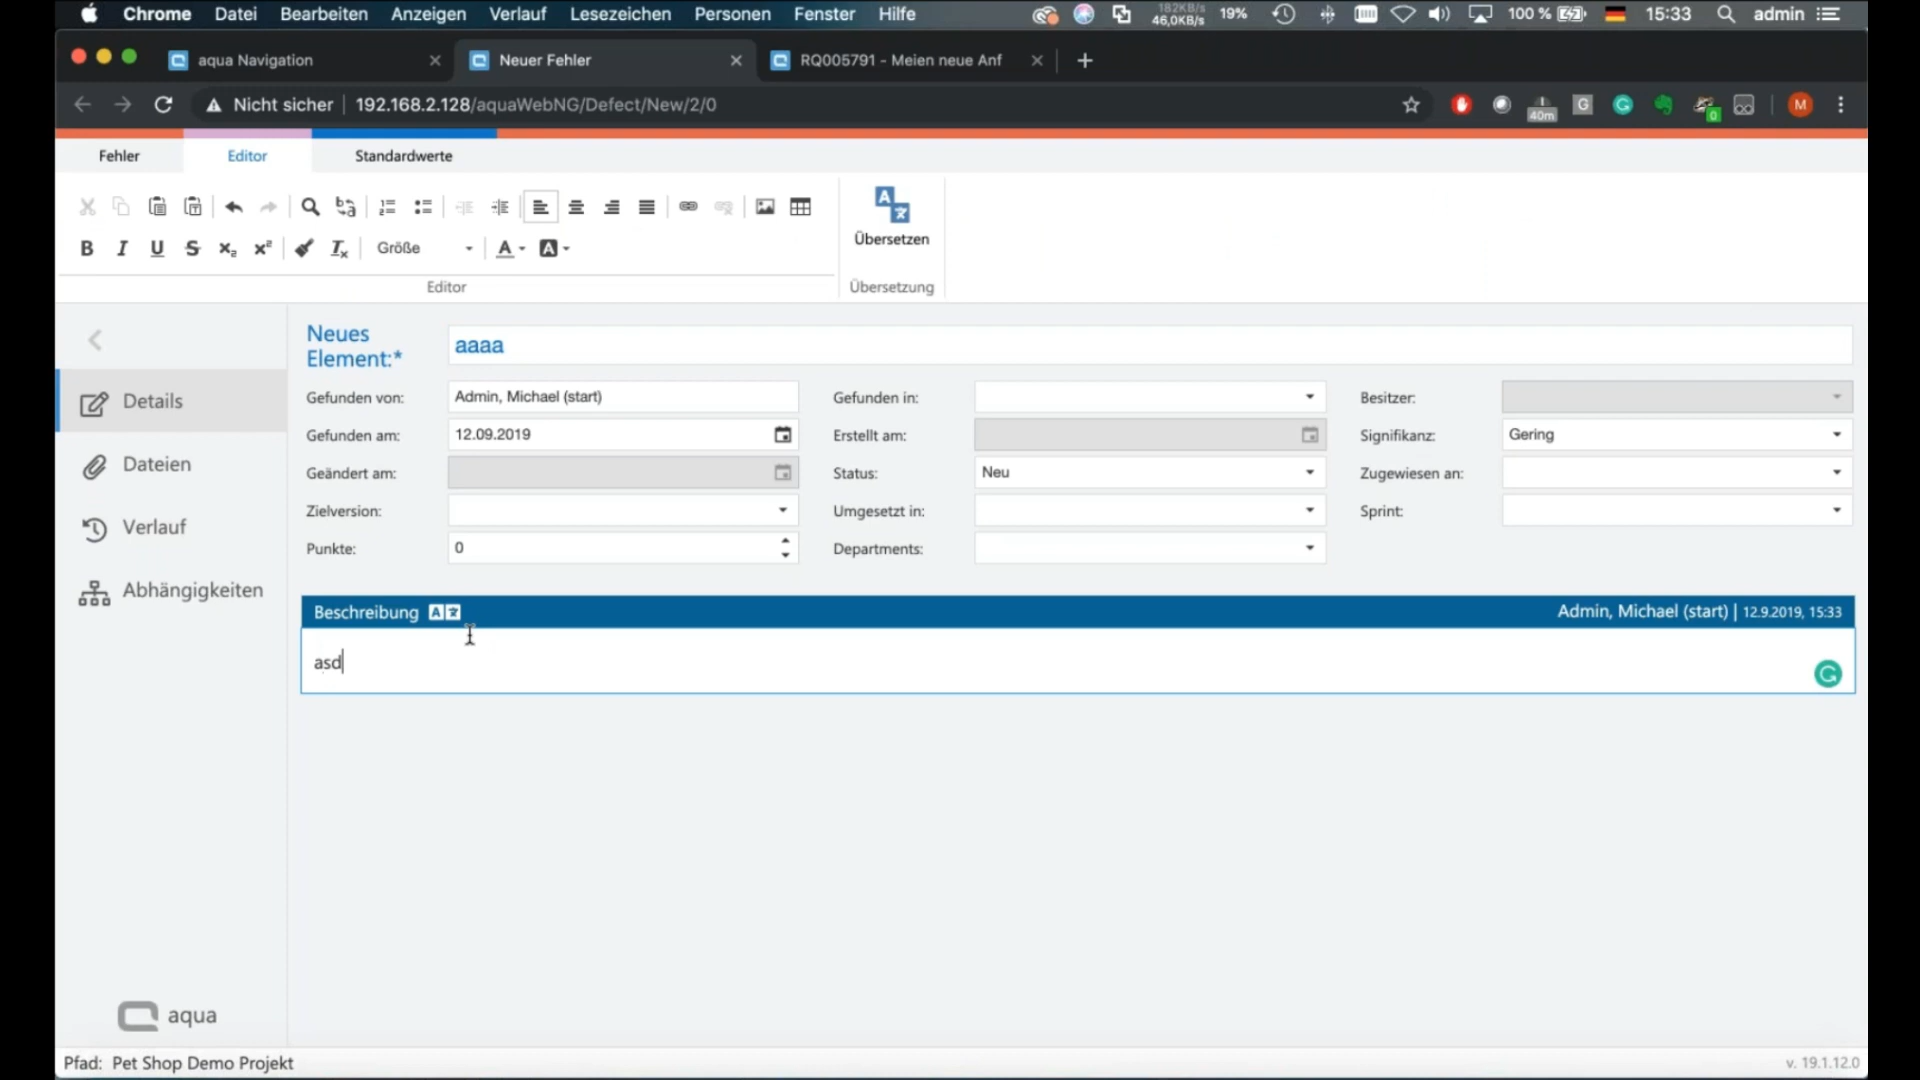 Chrome Datei Bearbeiten Anzeigen Verlauf Lesezeichen Personen Fenster Hilfe 182KB/s 46,0KB/s 19% 100 % 15:33 admin
aqua Navigation Neuer Fehler RQ005791 - Meien neue Anf
Nicht sicher 192.168.2.128/aquaWebNG/Defect/New/2/0 40m G 0 M
Fehler Editor Standardwerte
Größe
Übersetzen
Editor Übersetzung
Neues Element:* aaaa
Gefunden von: Admin, Michael (start) Gefunden in: Besitzer:
Gefunden am: 12.09.2019 Erstellt am: Signifikanz: Gering
Geändert am: Status: Neu Zugewiesen an:
Zielversion: Umgesetzt in: Sprint:
Punkte: 0 Departments:
Details
Dateien
Verlauf
Abhängigkeiten
Beschreibung Admin, Michael (start) | 12.9.2019, 15:33
asd
aqua
Pfad: Pet Shop Demo Projekt v. 19.1.12.0